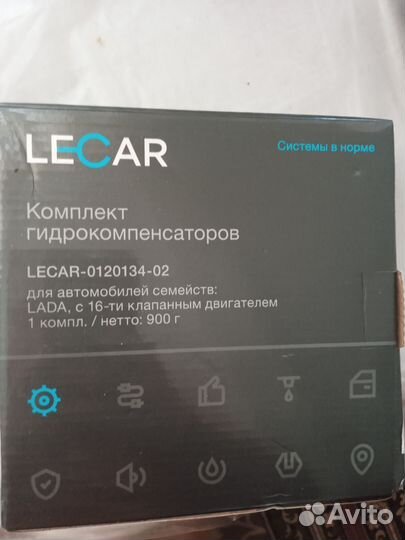 LECAR
Системы в норме
Комплект
гидрокомпенсаторов
LECAR-0120134-02
для автомобилей семейств:
LADA, с 16-ти клапанным двигателем
1 компл. / нетто: 900 г
Avito